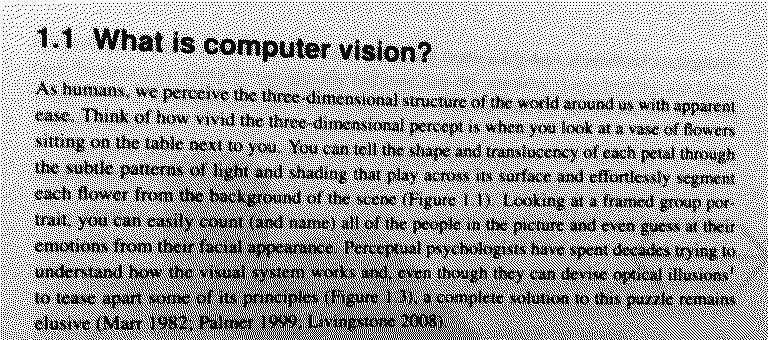 1.1 What is computer vision?
As humans, we perceive the three-dimensional structure of the world around us with apparent
ease. Think of how vivid the three-dimensional percept is when you look at a vase of flowers
sitting on the table next to you. You can tell the shape and translucency of each petal through
the subtle patterns of light and shading that play across its surface and effortlessly segment
each flower from the background of the scene (Figure 1.1). Looking at a framed group por-
trait, you can easily count (and name) all of the people in the picture and even guess at their
emotions from their facial appearance. Perceptual psychologists have spent decades trying to
understand how the visual system works and, even though they can devise optical illusions¹
to tease apart some of its principles (Figure 1.3), a complete solution to this puzzle remains
elusive (Marr 1982, Palmer 1999, Livingstone 2008).